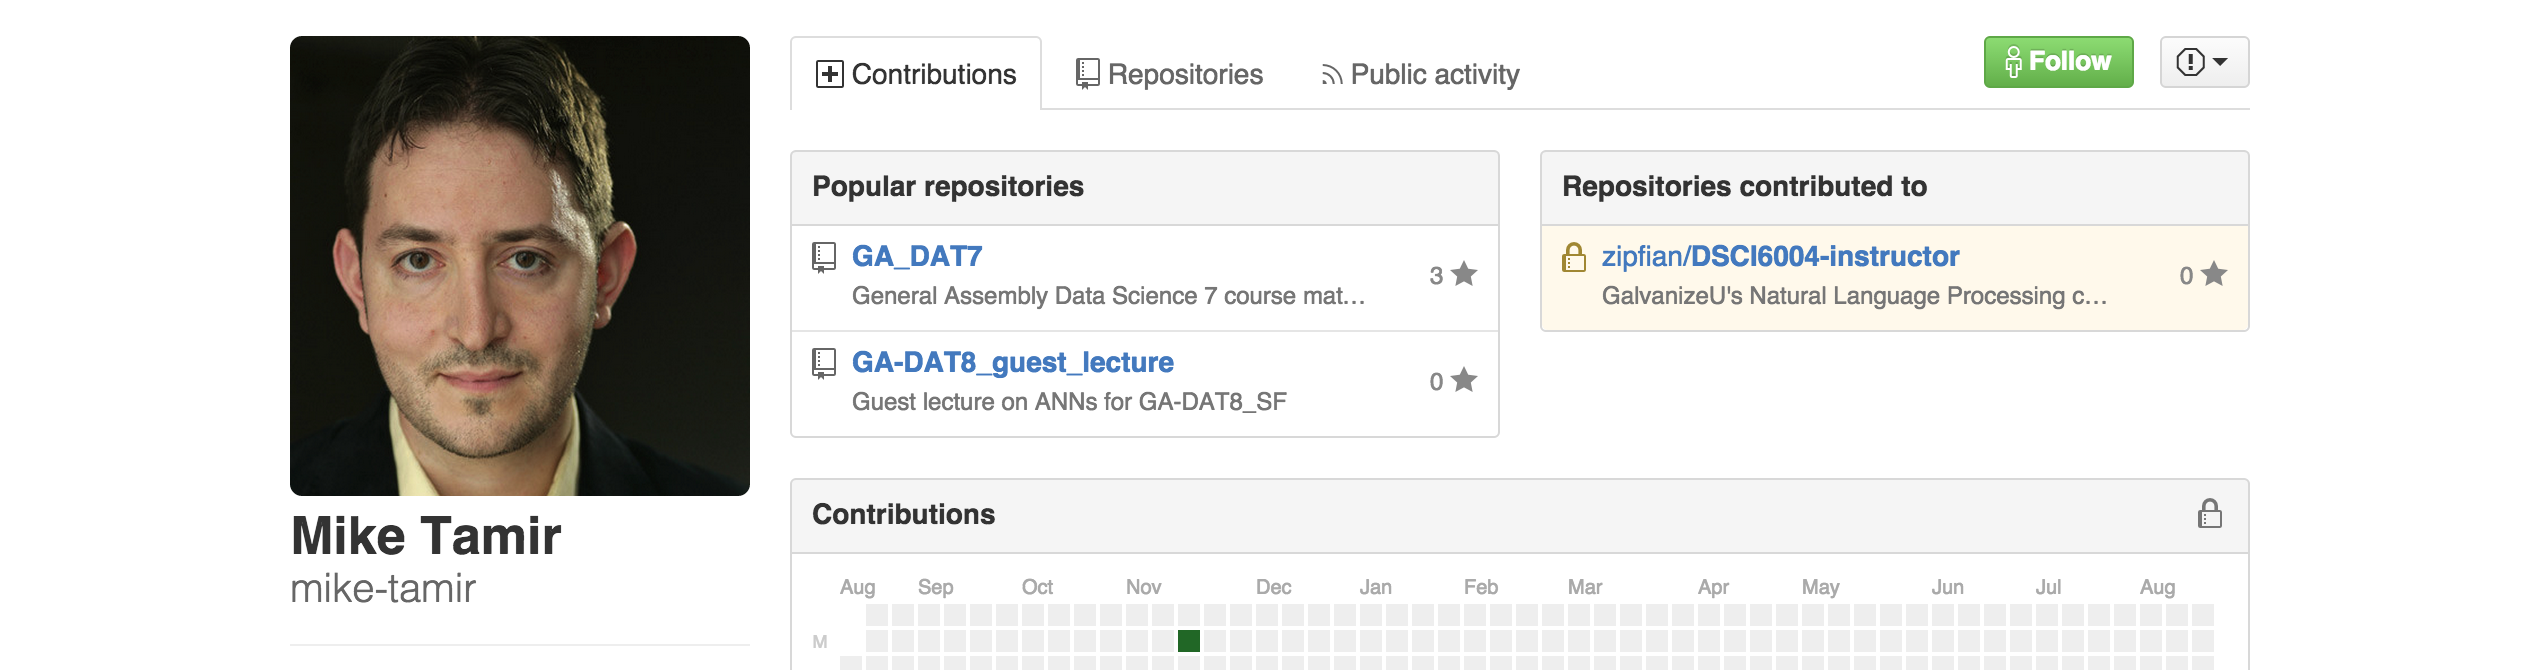 Contributions
Repositories
Public activity
Follow
Popular repositories
GA_DAT7
General Assembly Data Science 7 course mat...
3
GA-DAT8_guest_lecture
Guest lecture on ANNs for GA-DAT8_SF
0
Repositories contributed to
zipfian/DSCI6004-instructor
GalvanizeU's Natural Language Processing c...
0
Mike Tamir
mike-tamir
Contributions
Aug Sep Oct Nov Dec Jan Feb Mar Apr May Jun Jul Aug
M